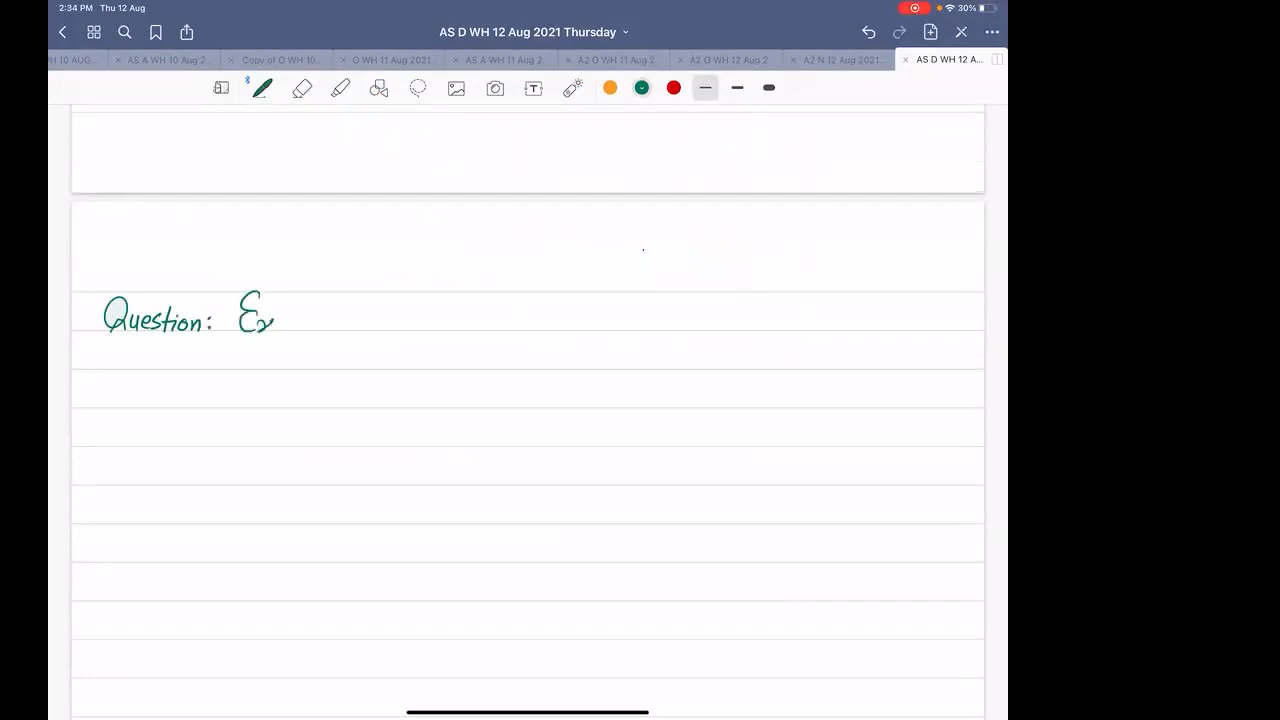 2:34 PM Thu 12 Aug 30%
AS D WH 12 Aug 2021 Thursday
10 AUG... AS A WH 10 Aug 2... Copy of O WH 10... O WH 11 Aug 2021... AS A WH 11 Aug 2... A2 O WH 11 Aug 2... A2 O WH 12 Aug 2... A2 N 12 Aug 2021... AS D WH 12 A...
T
Question: Ex